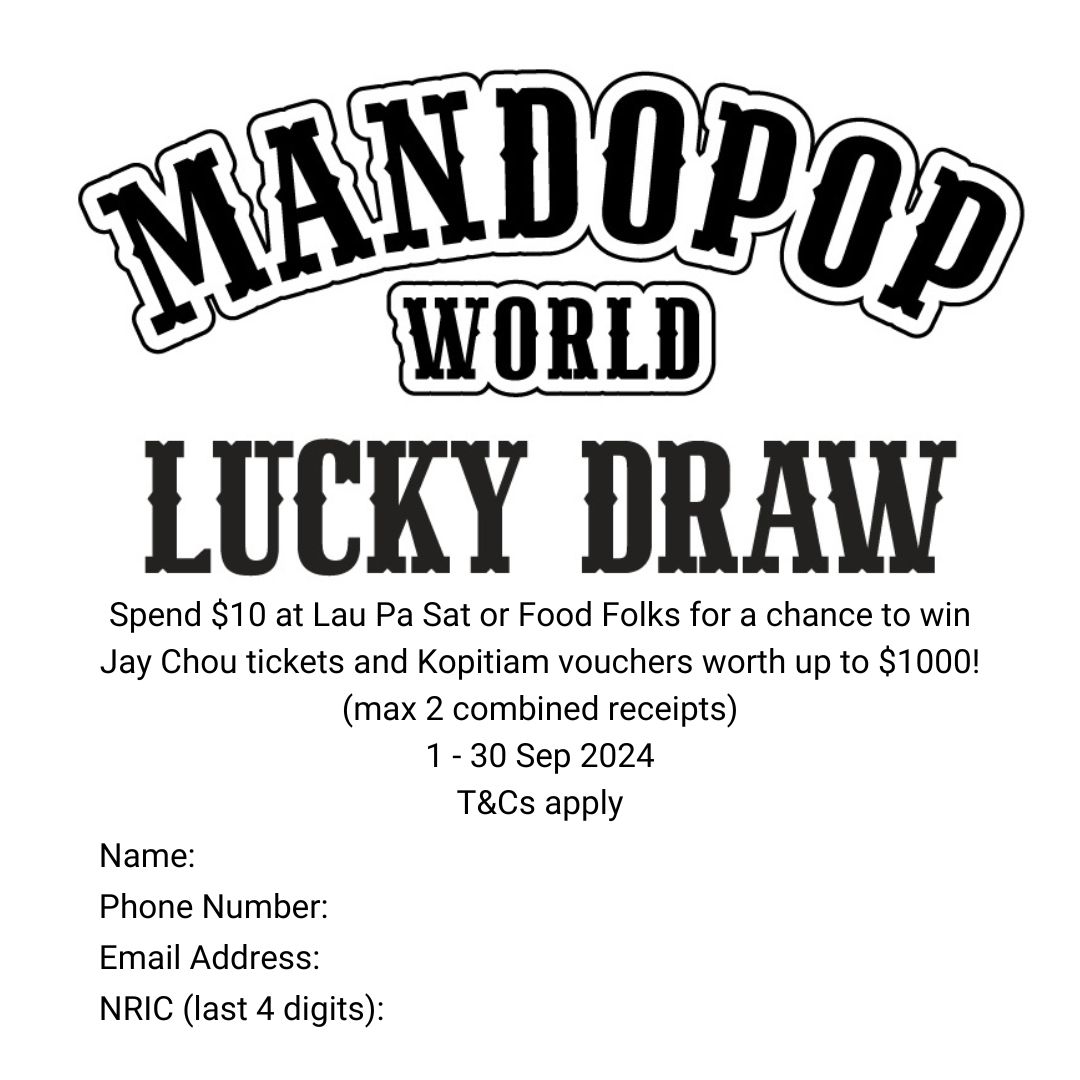 MANDOPOP
WORLD
LUCKY DRAW
Spend $10 at Lau Pa Sat or Food Folks for a chance to win
Jay Chou tickets and Kopitiam vouchers worth up to $1000!
(max 2 combined receipts)
1 - 30 Sep 2024
T&Cs apply
Name:
Phone Number:
Email Address:
NRIC (last 4 digits):